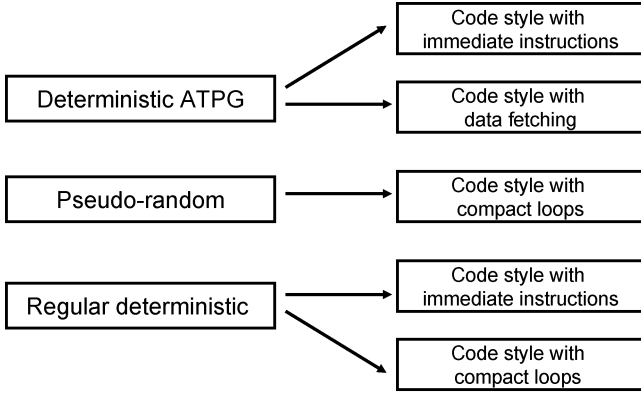 Code style with
immediate instructions
Deterministic ATPG
Code style with
data fetching
Pseudo-random
Code style with
compact loops
Regular deterministic
Code style with
immediate instructions
Code style with
compact loops